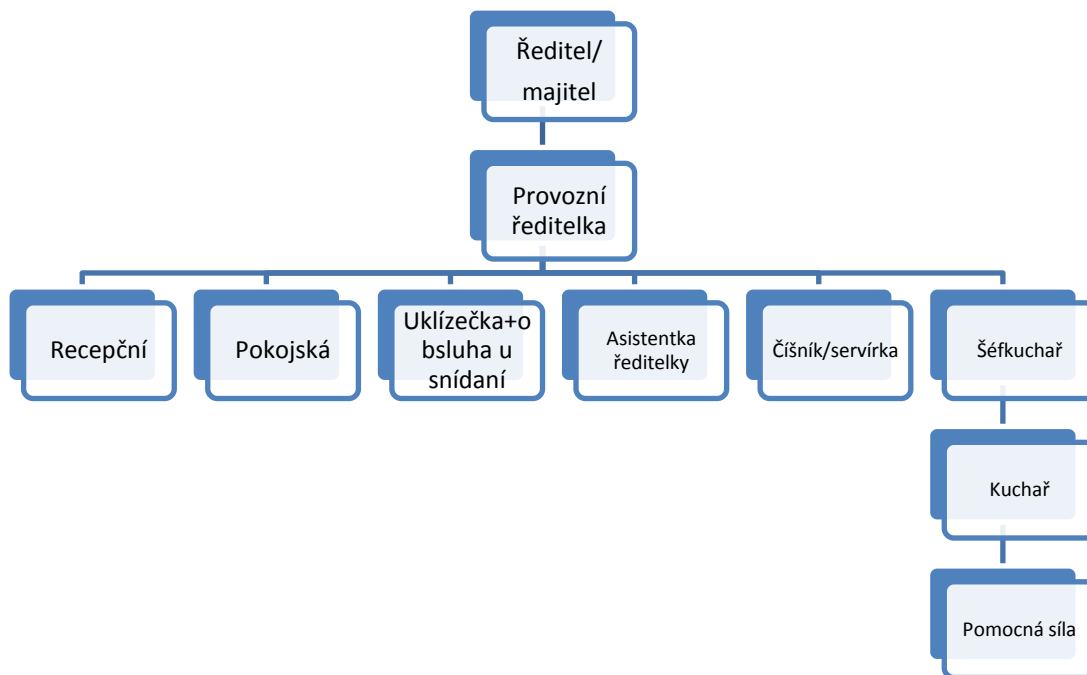 Ředitel/
majitel
Provozní
ředitelka
Recepční
Pokojská
Uklízečka+o
bsluha u
snídaní
Asistentka
ředitelky
Číšník/servírka
Šéfkuchař
Kuchař
Pomocná síla